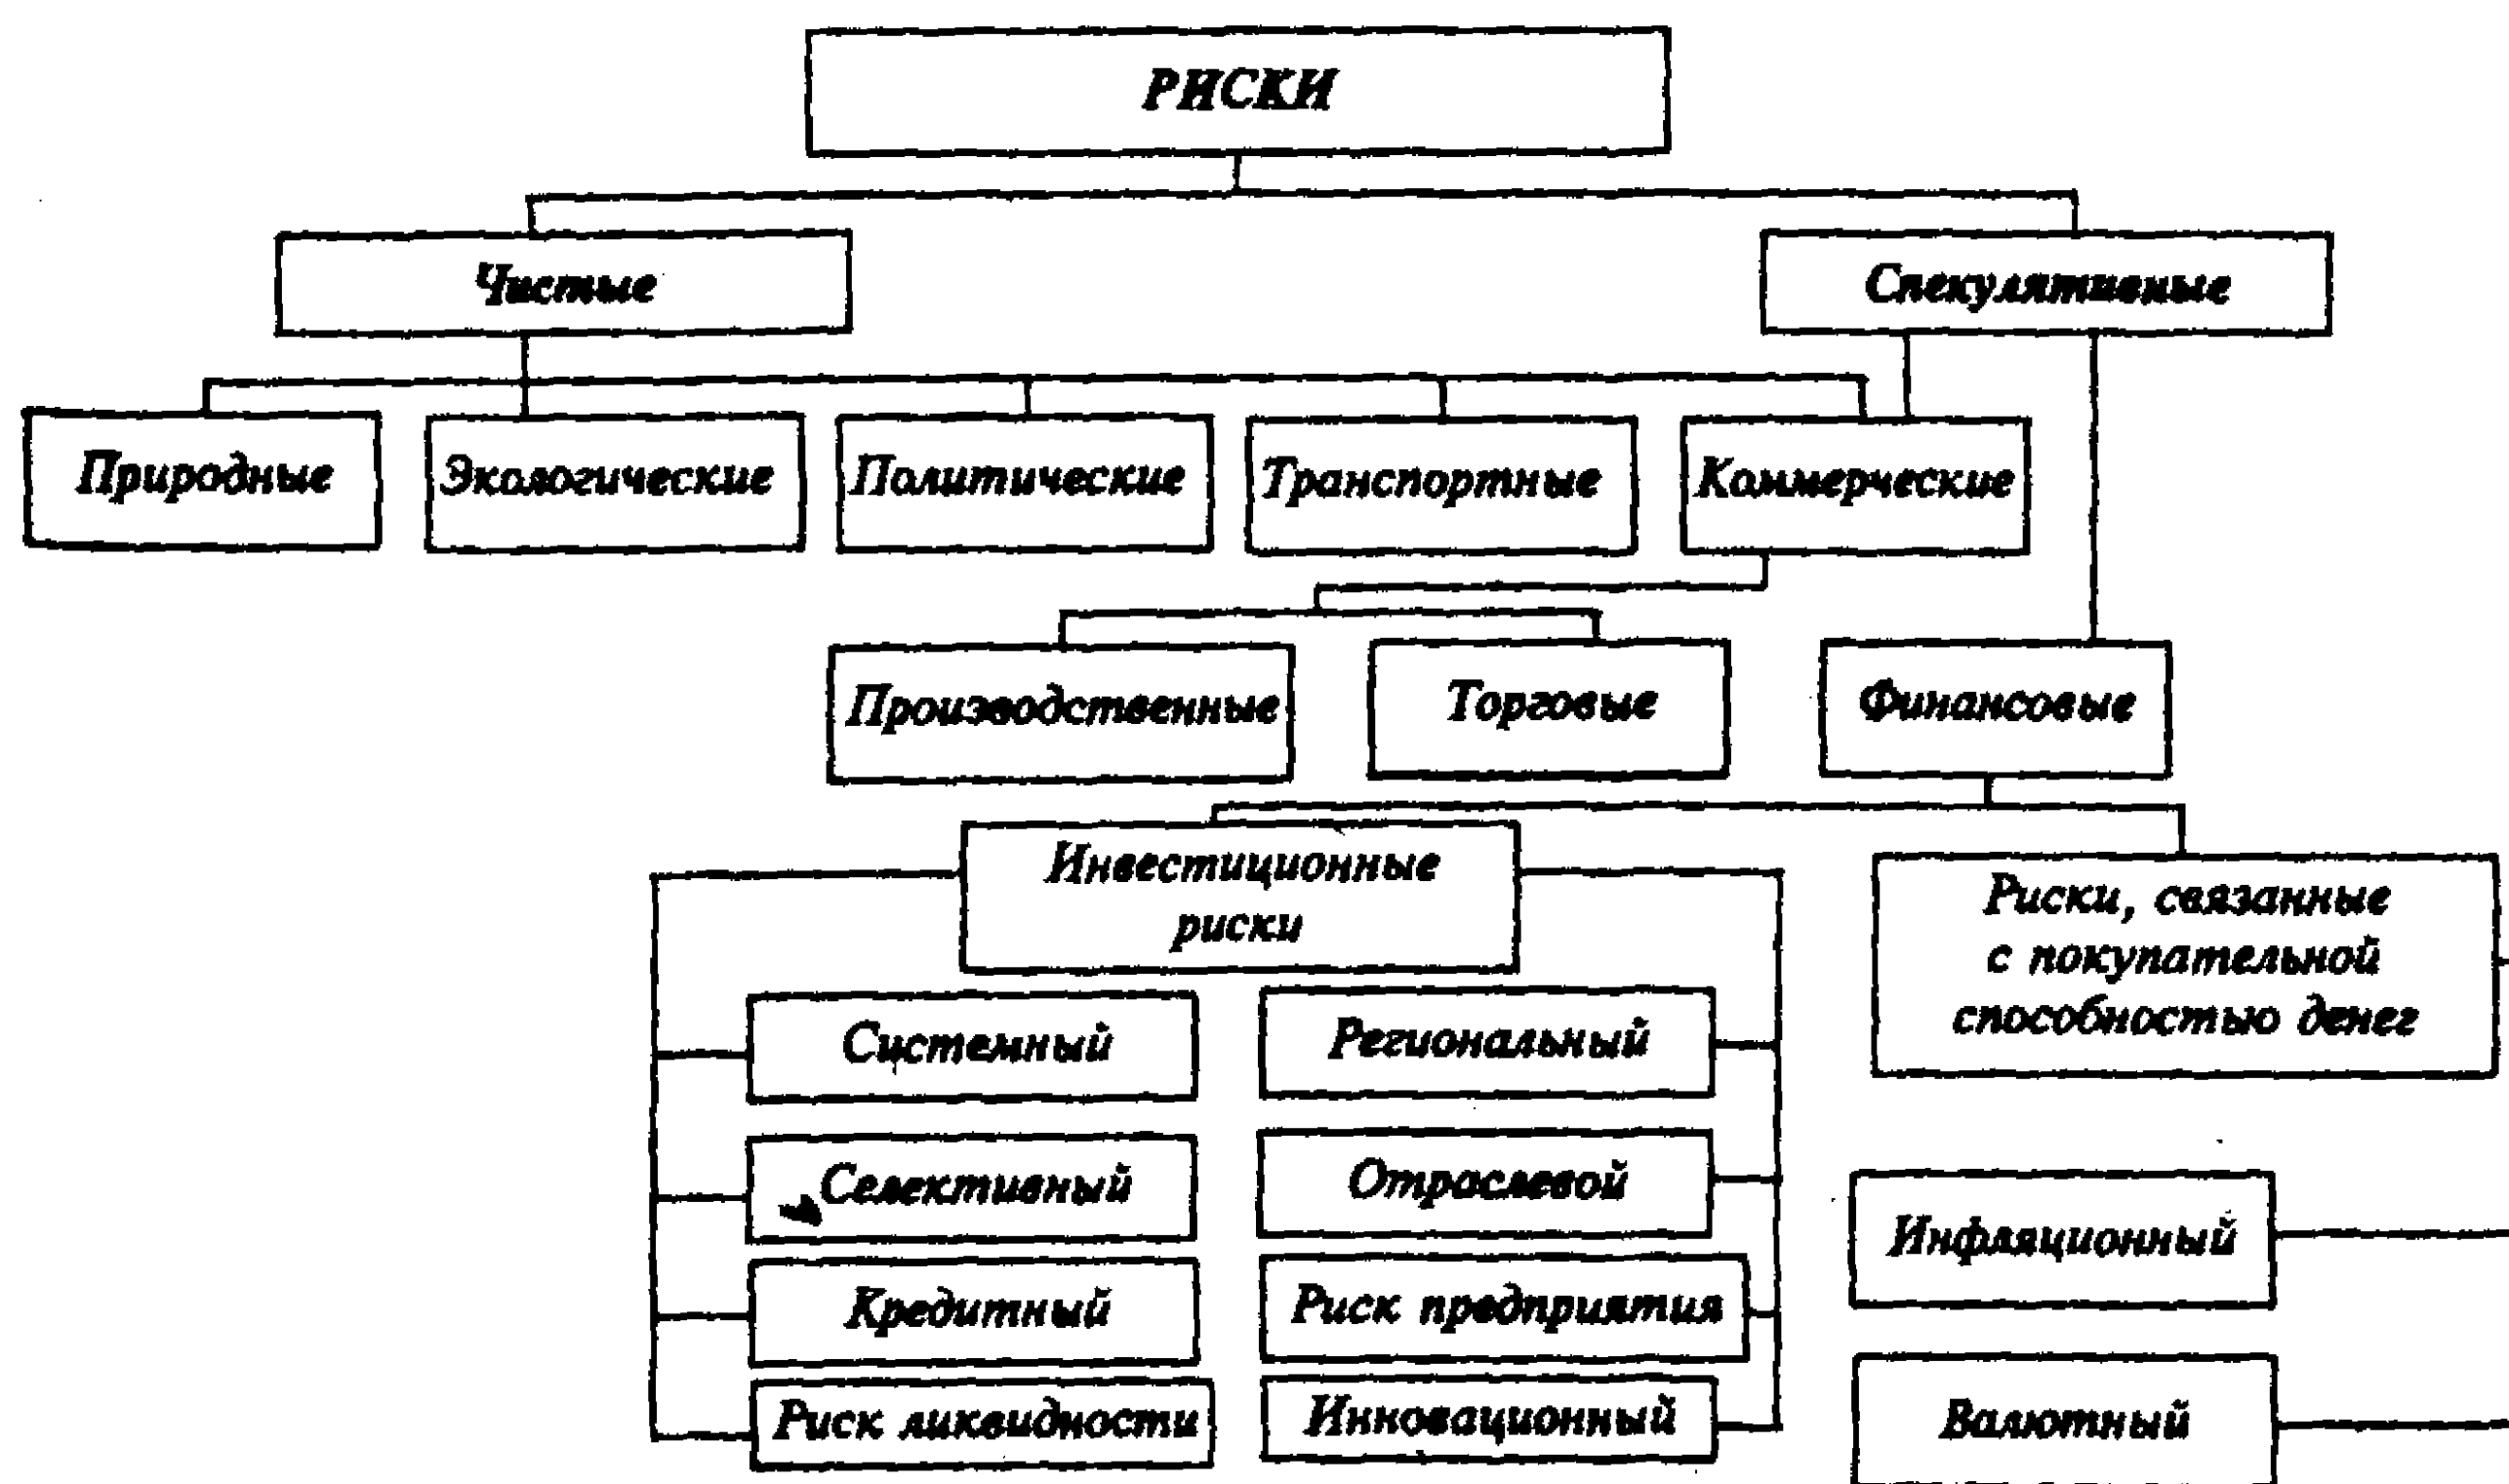 РИСКИ
Чистые
Спекулятивные
Природные
Экологические
Политические
Транспортные
Коммерческие
Производственные
Торговые
Финансовые
Инвестиционные
риски
Риски, связанные
с покупательной
способностью денег
Системный
Региональный
Селективный
Отраслевой
Инфляционный
Кредитный
Риск предприятия
Риск ликвидности
Инновационный
Валютный